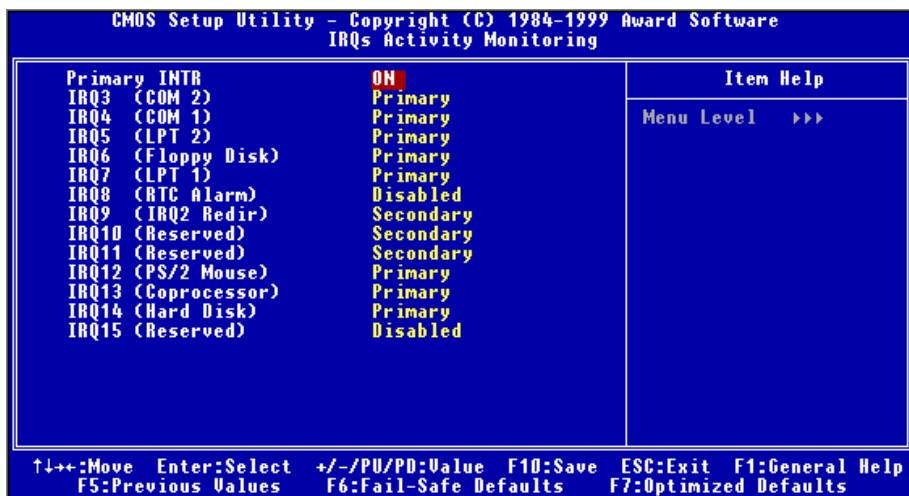 CMOS Setup Utility - Copyright (C) 1984-1999 Award Software
IRQs Activity Monitoring
Primary INTR ON
IRQ3 (COM 2) Primary
IRQ4 (COM 1) Primary
IRQ5 (LPT 2) Primary
IRQ6 (Floppy Disk) Primary
IRQ7 (LPT 1) Primary
IRQ8 (RTC Alarm) Disabled
IRQ9 (IRQ2 Redir) Secondary
IRQ10 (Reserved) Secondary
IRQ11 (Reserved) Secondary
IRQ12 (PS/2 Mouse) Primary
IRQ13 (Coprocessor) Primary
IRQ14 (Hard Disk) Primary
IRQ15 (Reserved) Disabled
Item Help
Menu Level ►►►
↑↓→←:Move Enter:Select +/-/PU/PD:Value F10:Save ESC:Exit F1:General Help
F5:Previous Values F6:Fail-Safe Defaults F7:Optimized Defaults